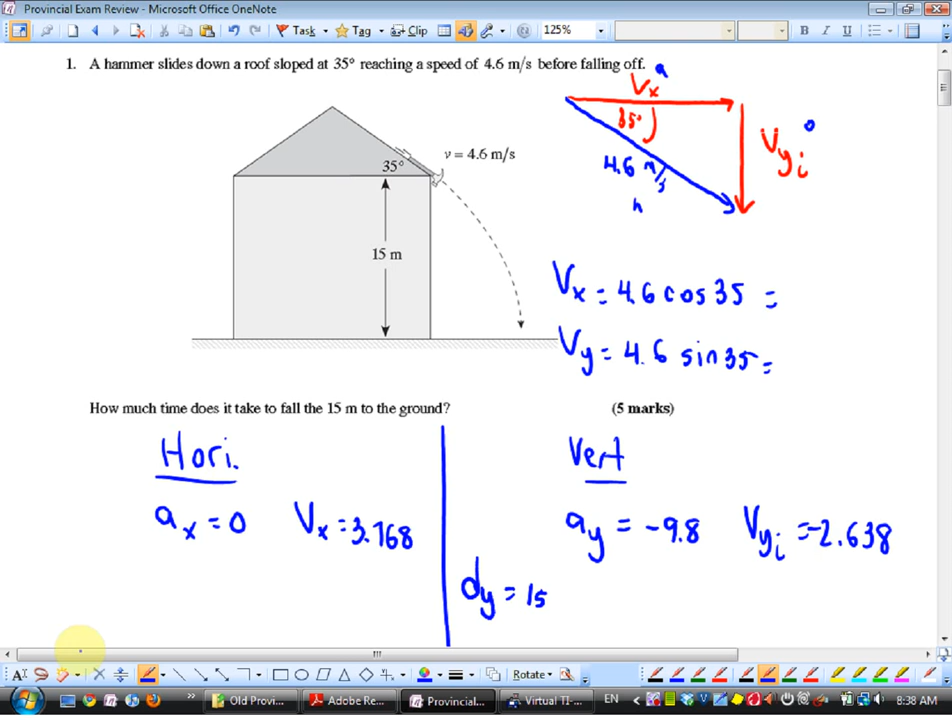 Provincial Exam Review - Microsoft Office OneNote
Task Tag Clip 125% B I U
1. A hammer slides down a roof sloped at 35° reaching a speed of 4.6 m/s before falling off.
Vx a
35°
Vyi o
4.6 m/s
h
35° v = 4.6 m/s
15 m
Vx = 4.6 cos 35 =
Vy = 4.6 sin 35 =
How much time does it take to fall the 15 m to the ground? (5 marks)
Hori. Vert
ax = 0 Vx = 3.768 ay = -9.8 Vyi = -2.638
dy = 15
Rotate
Old Provi... Adobe Re... Provincial... Virtual TI-... EN 8:38 AM